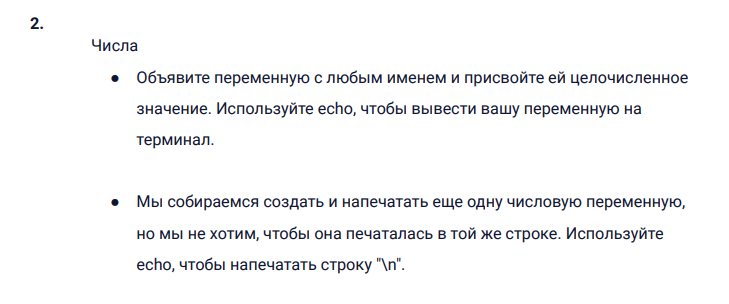 2.
Числа
● Объявите переменную с любым именем и присвойте ей целочисленное
значение. Используйте echo, чтобы вывести вашу переменную на
терминал.
● Мы собираемся создать и напечатать еще одну числовую переменную,
но мы не хотим, чтобы она печаталась в той же строке. Используйте
echo, чтобы напечатать строку "\n".